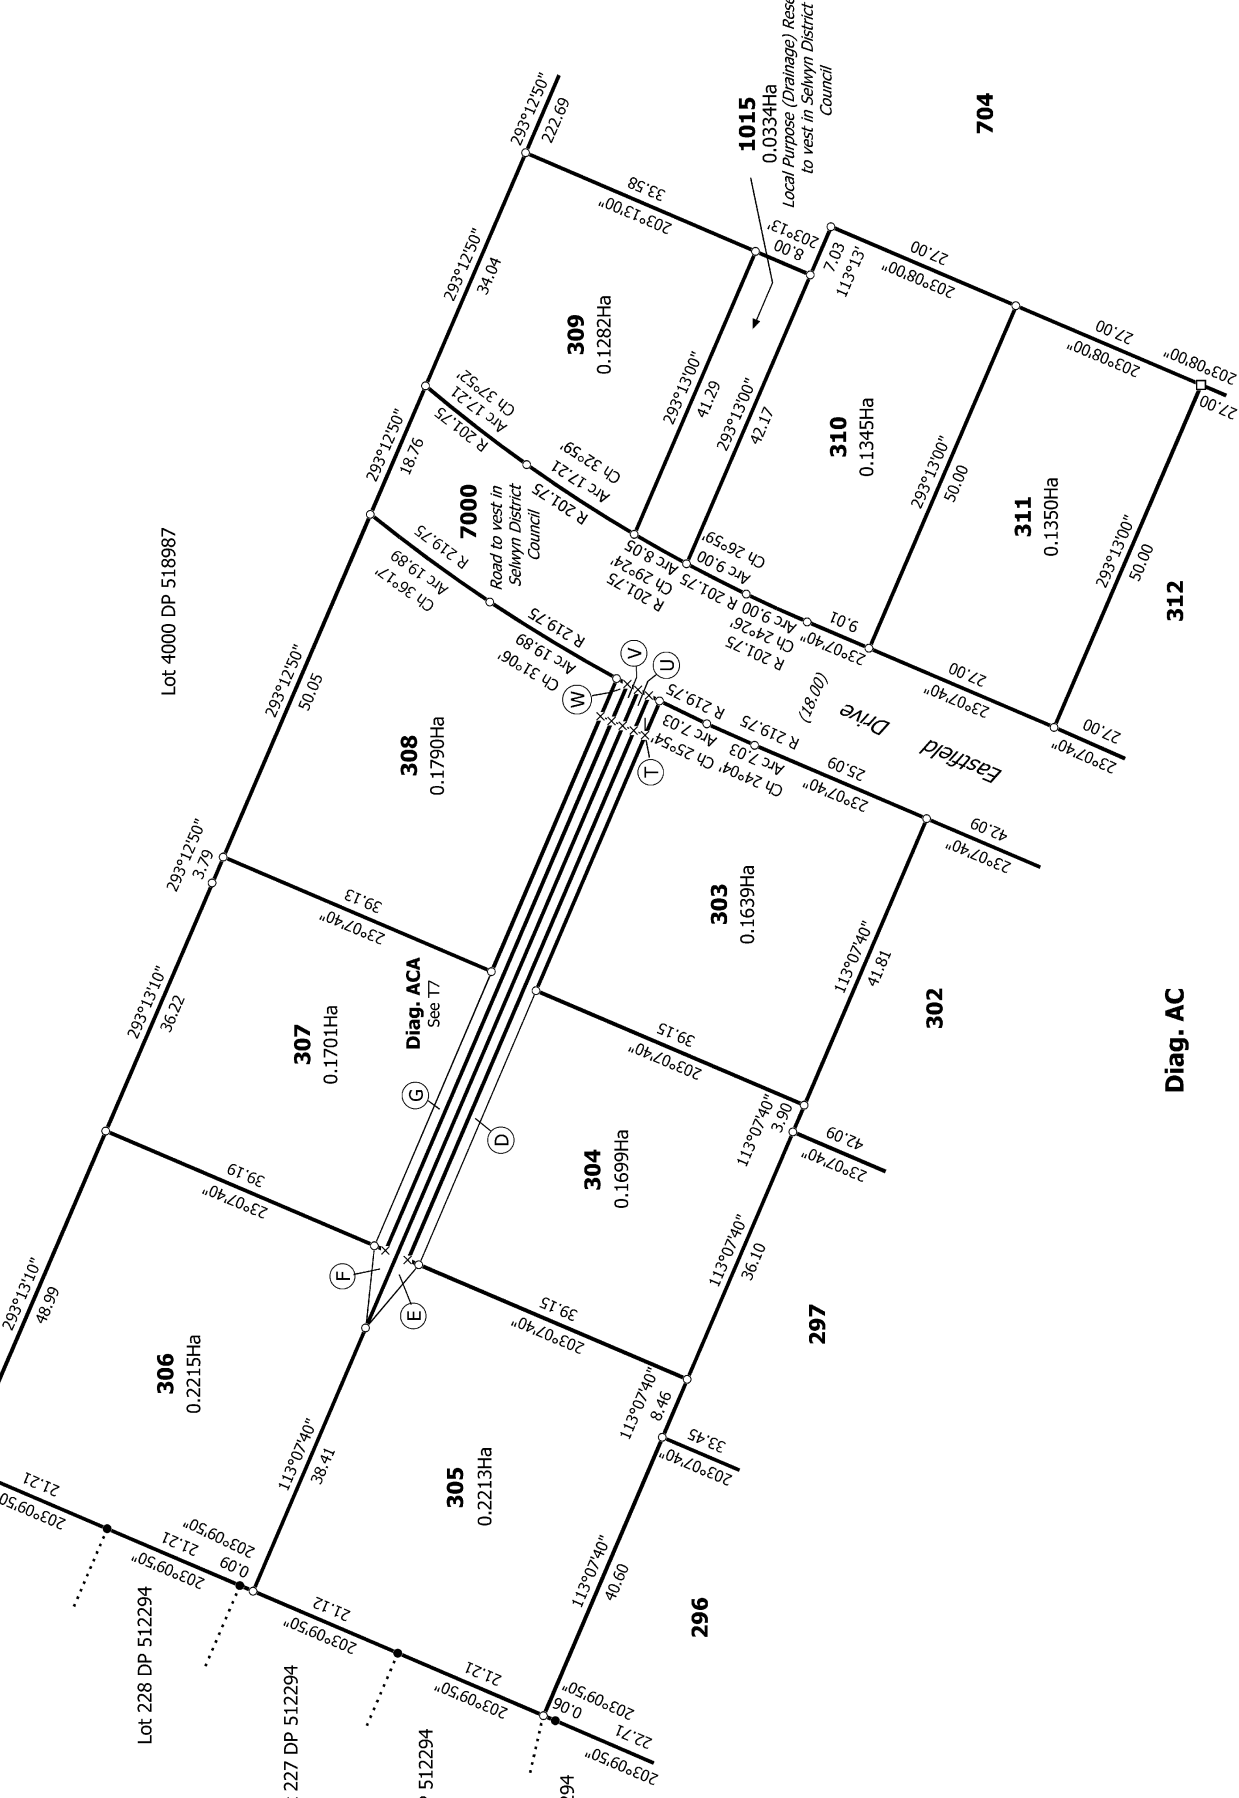 293°12'50"
222.69
1015
0.0334Ha
Local Purpose (Drainage) Rese
to vest in Selwyn District
Council
704
33.58
203°13'00"
293°12'50"
34.04
309
0.1282Ha
8.00
203°13'
7.03
113°13'
27.00
203°08'00"
27.00
203°08'00"
203°08'00"
27.00
R 201.75
Arc 17.21
Ch 37°52'
R 201.75
Arc 17.21
Ch 32°59'
293°13'00"
41.29
293°13'00"
42.17
310
0.1345Ha
293°13'00"
50.00
311
0.1350Ha
293°13'00"
50.00
312
293°12'50"
18.76
7000
Road to vest in
Selwyn District
Council
Lot 4000 DP 518987
R 219.75
Arc 19.89
Ch 36°17'
R 219.75
Arc 19.89
Ch 31°06'
Arc 8.05
Ch 29°24'
R 201.75
R 201.75
Arc 9.00
Ch 26°59'
Arc 9.00
Ch 24°26'
R 201.75
9.01
23°07'40"
27.00
23°07'40"
27.00
23°07'40"
(18.00)
Eastfield Drive
293°12'50"
50.05
308
0.1790Ha
W
V
U
T
R 219.75
Arc 7.03
Ch 25°54'
R 219.75
Arc 7.03
Ch 24°04'
25.09
23°07'40"
42.09
23°07'40"
293°12'50"
3.79
39.13
23°07'40"
303
0.1639Ha
113°07'40"
41.81
302
Diag. AC
293°13'10"
36.22
307
0.1701Ha
Diag. ACA
See T7
G
D
39.15
203°07'40"
304
0.1699Ha
113°07'40"
3.90
42.09
23°07'40"
113°07'40"
36.10
297
39.19
23°07'40"
F
E
39.15
203°07'40"
293°13'10"
48.99
306
0.2215Ha
113°07'40"
38.41
305
0.2213Ha
113°07'40"
8.46
33.45
203°07'40"
113°07'40"
40.60
296
21.21
203°09'50
21.21
203°09'50"
0.09
203°09'50"
21.12
203°09'50"
21.21
203°09'50"
0.06
203°09'50"
22.71
203°09'50"
Lot 228 DP 512294
227 DP 512294
512294
294